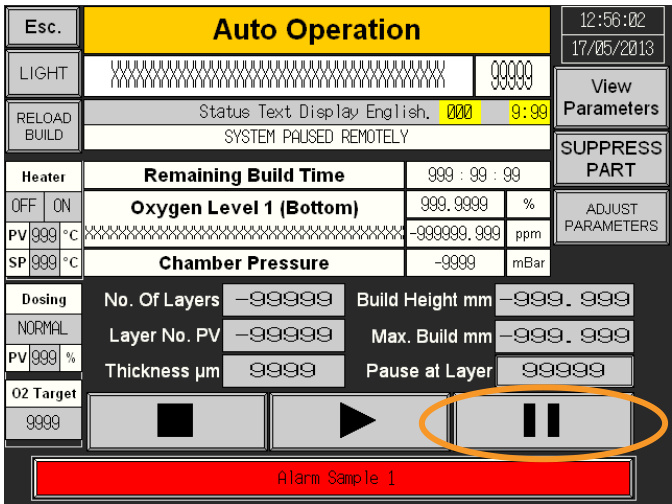 Esc.
Auto Operation
12:56:02
17/05/2013
LIGHT
XXXXXXXXXXXXXXXXXXXXXXXXXXXXXXXX
99999
View
Parameters
RELOAD
BUILD
Status Text Display English. 000 9:99
SYSTEM PAUSED REMOTELY
SUPPRESS
PART
Heater
Remaining Build Time 999 : 99 : 99
OFF ON
Oxygen Level 1 (Bottom) 999.9999 %
ADJUST
PARAMETERS
PV 999 °C
XXXXXXXXXXXXXXXXXXXXXXXXXXXXXXXX -999999.999 ppm
SP 999 °C
Chamber Pressure -9999 mBar
Dosing
No. Of Layers -99999 Build Height mm -999.999
NORMAL
Layer No. PV -99999 Max. Build mm -999.999
PV 999 %
Thickness µm 9999 Pause at Layer 99999
O2 Target
9999
Alarm Sample 1